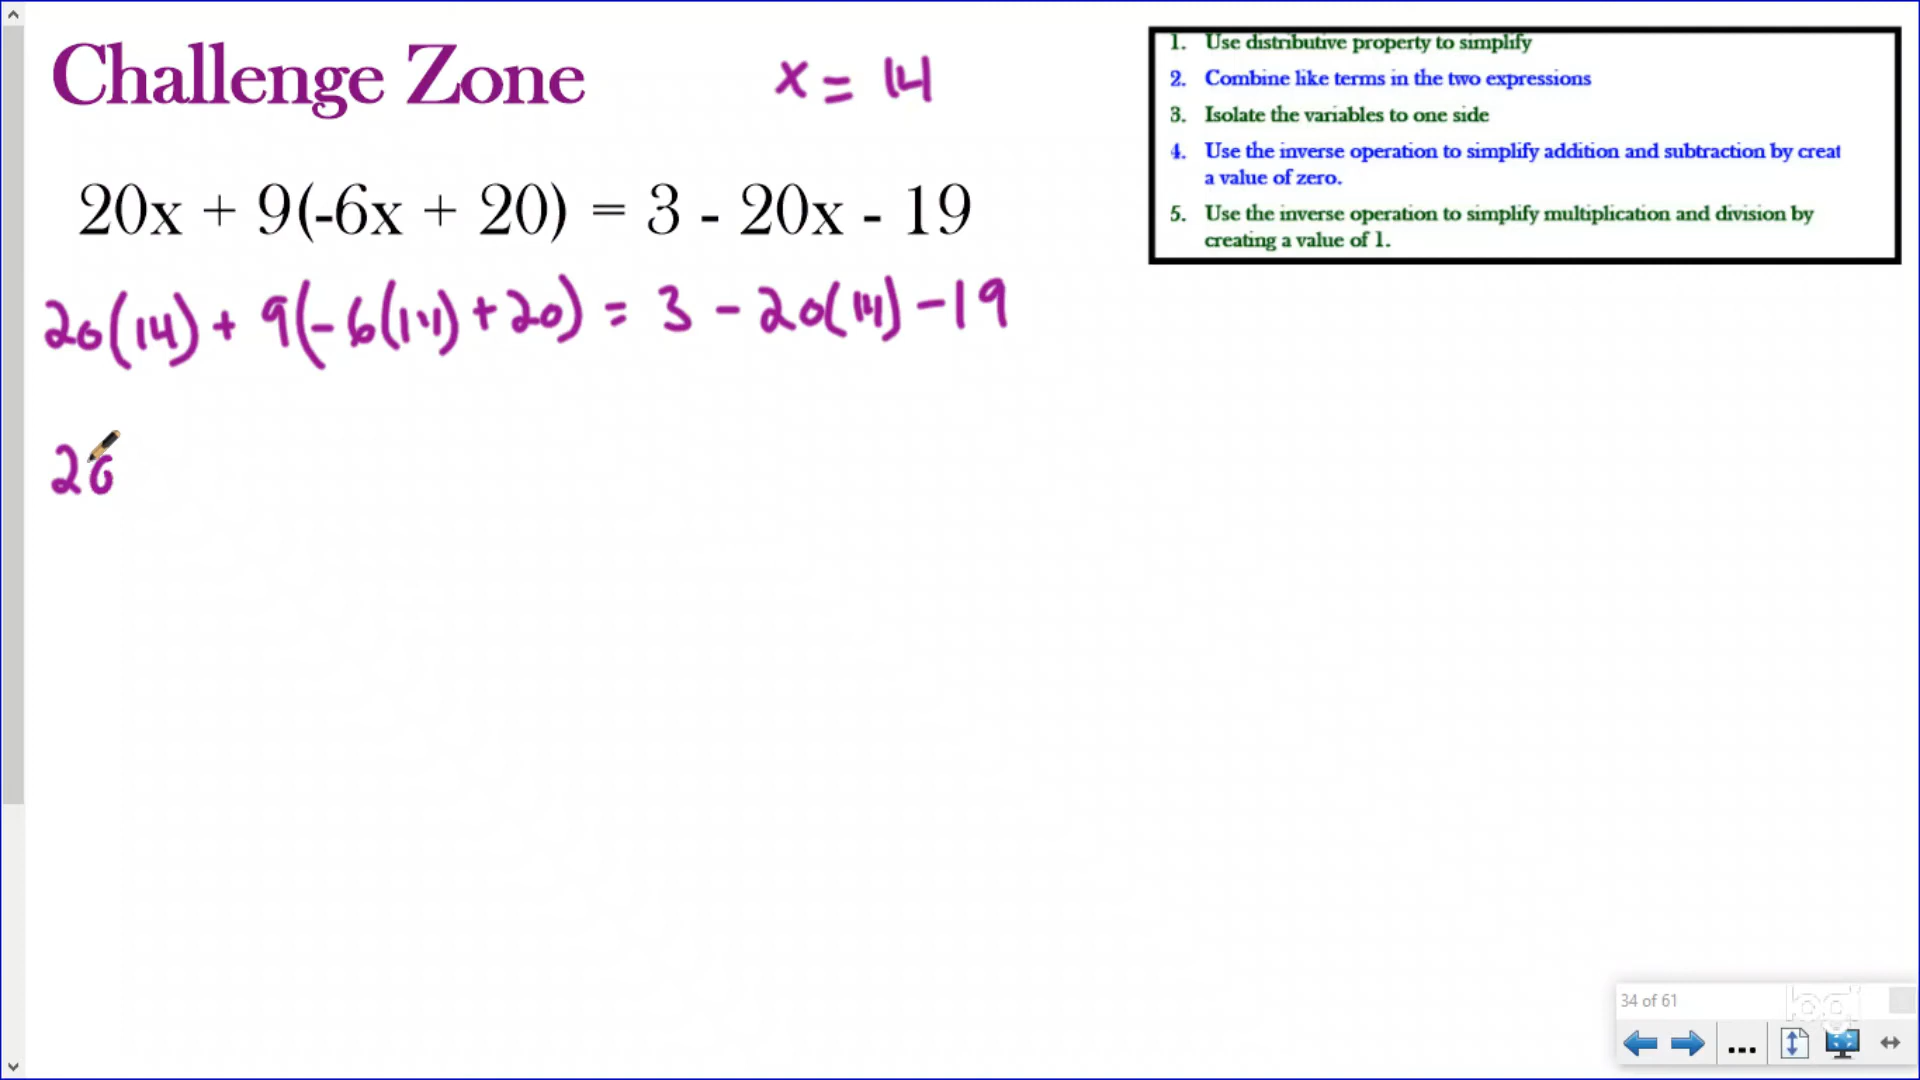 Challenge Zone
x = 14
20x + 9(-6x + 20) = 3 - 20x - 19
20(14) + 9(-6(14) + 20) = 3 - 20(14) - 19
1. Use distributive property to simplify
2. Combine like terms in the two expressions
3. Isolate the variables to one side
4. Use the inverse operation to simplify addition and subtraction by creat
a value of zero.
5. Use the inverse operation to simplify multiplication and division by
creating a value of 1.
34 of 61
logi